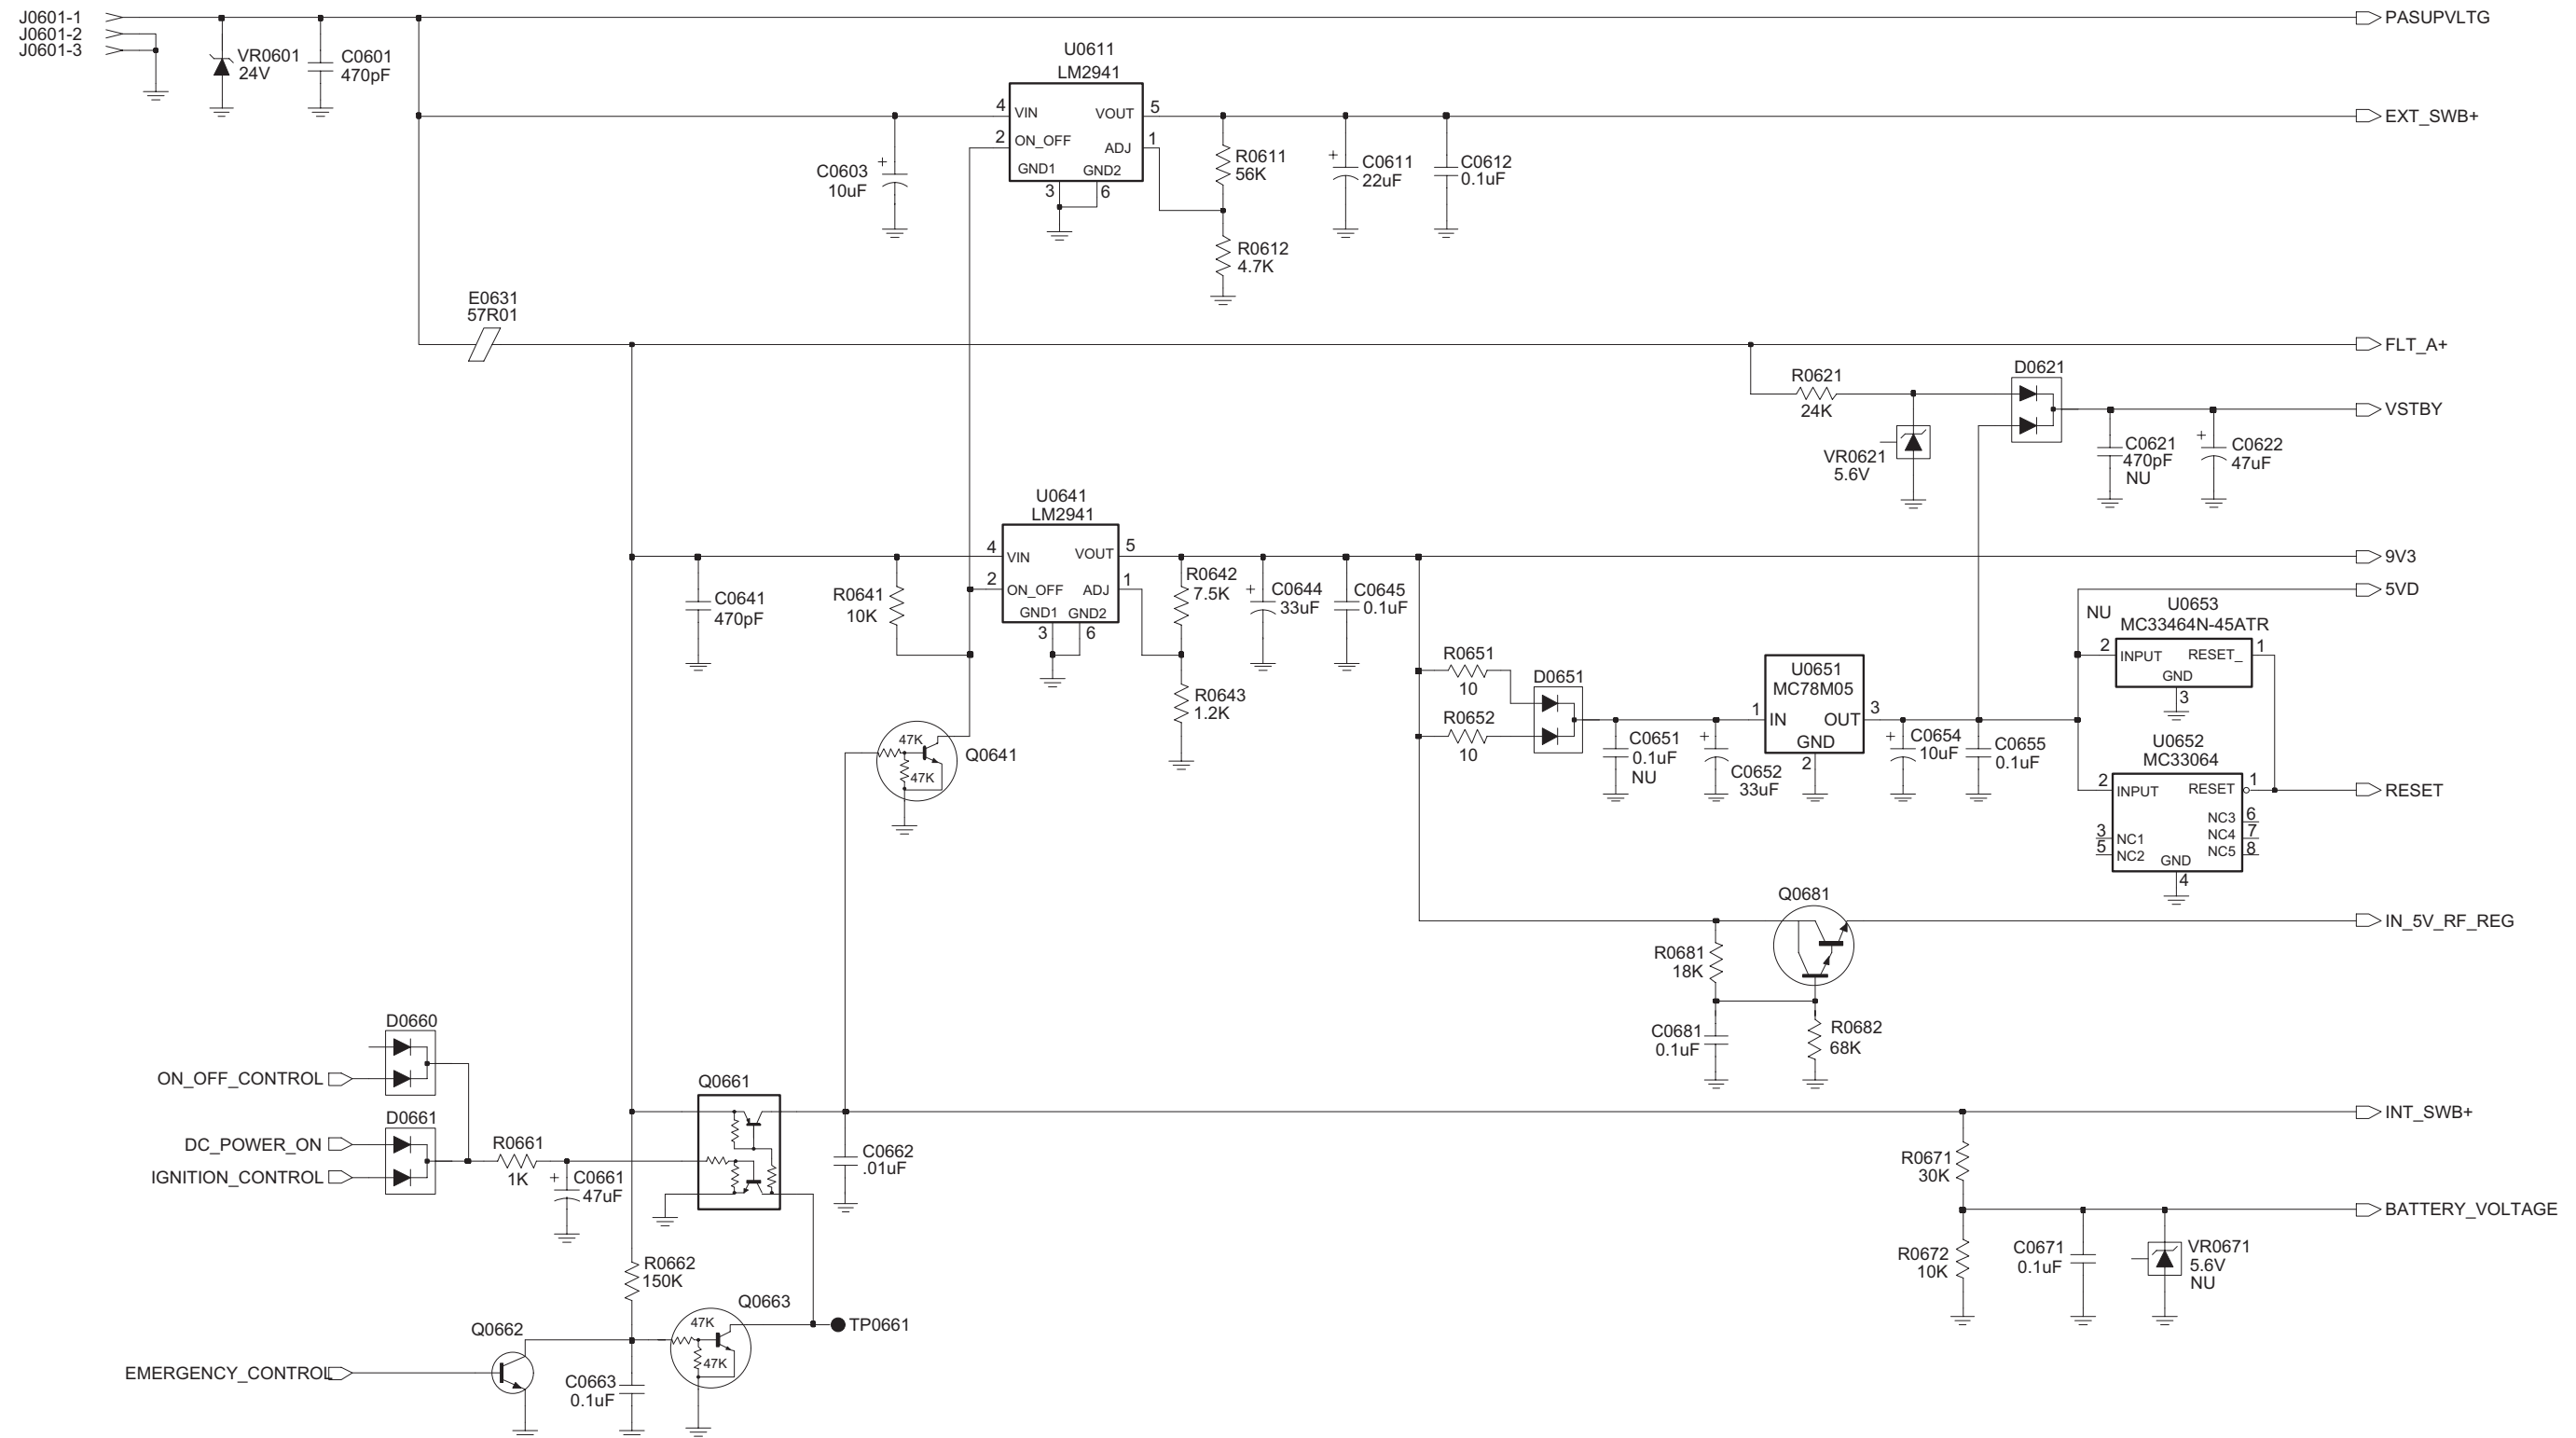 J0601-1
J0601-2
J0601-3
VR0601
24V
C0601
470pF
PASUPVLTG
U0611
LM2941
4
VIN
VOUT
5
2
ON_OFF
ADJ
1
GND1
GND2
3
6
EXT_SWB+
C0603
+
10uF
R0611
56K
R0612
4.7K
+
C0611
22uF
C0612
0.1uF
E0631
57R01
FLT_A+
R0621
24K
D0621
VSTBY
VR0621
5.6V
C0621
470pF
NU
+
C0622
47uF
U0641
LM2941
4
VIN
VOUT
5
2
ON_OFF
ADJ
1
GND1
GND2
3
6
9V3
C0641
470pF
R0641
10K
R0642
7.5K
+
C0644
33uF
C0645
0.1uF
R0643
1.2K
5VD
NU
U0653
MC33464N-45ATR
2
INPUT
RESET_
1
GND
3
R0651
10
R0652
10
D0651
U0651
MC78M05
1
IN
OUT
3
GND
2
C0651
0.1uF
NU
+
C0652
33uF
+
C0654
10uF
C0655
0.1uF
U0652
MC33064
2
INPUT
RESET
1
RESET
NC3
6
3
NC1
NC4
7
5
NC2
NC5
8
GND
4
47K
47K
Q0641
Q0681
IN_5V_RF_REG
R0681
18K
C0681
0.1uF
R0682
68K
D0660
ON_OFF_CONTROL
D0661
DC_POWER_ON
IGNITION_CONTROL
R0661
1K
+
C0661
47uF
Q0661
C0662
.01uF
INT_SWB+
R0671
30K
BATTERY_VOLTAGE
R0672
10K
C0671
0.1uF
VR0671
5.6V
NU
R0662
150K
Q0663
47K
47K
TP0661
Q0662
EMERGENCY_CONTROL
C0663
0.1uF